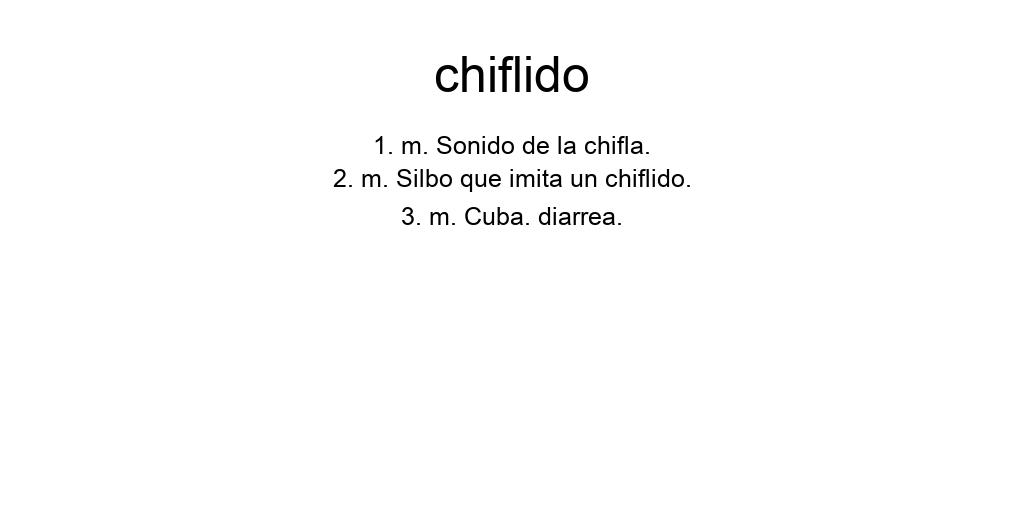 chiflido
1. m. Sonido de la chifla.
2. m. Silbo que imita un chiflido.
3. m. Cuba. diarrea.